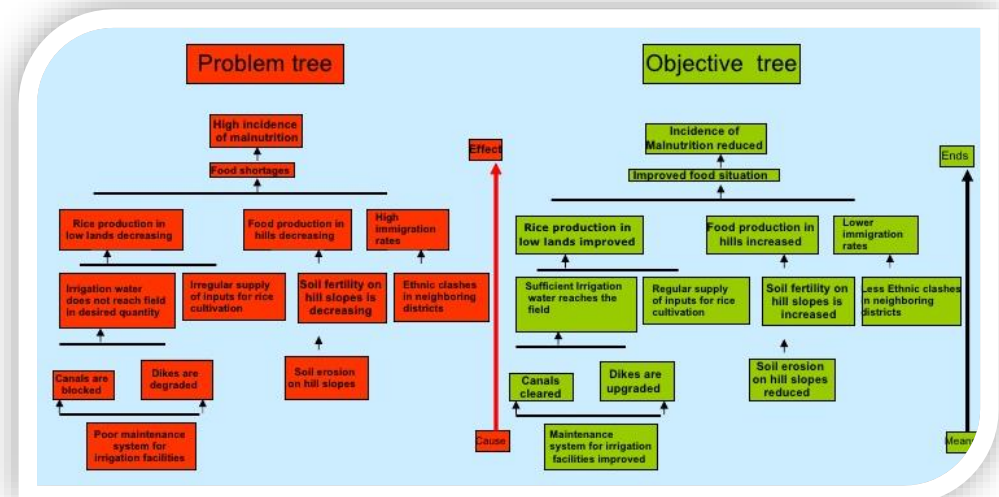 Problem tree
High incidence
of malnutrition
Food shortages
Rice production in
low lands decreasing
Food production in
hills decreasing
High
immigration
rates
Irrigation water
does not reach field
in desired quantity
Irregular supply
of inputs for rice
cultivation
Soil fertility on
hill slopes is
decreasing
Ethnic clashes
in neighboring
districts
Canals are
blocked
Dikes are
degraded
Soil erosion
on hill slopes
Poor maintenance
system for
irrigation facilities
Effect
Cause
Objective tree
Incidence of
Malnutrition reduced
Improved food situation
Rice production in
low lands improved
Food production in
hills increased
Lower
immigration
rates
Sufficient Irrigation
water reaches the
field
Regular supply
of inputs for rice
cultivation
Soil fertility on
hill slopes is
increased
Less Ethnic clashes
in neighboring
districts
Canals
cleared
Dikes are
upgraded
Soil erosion
on hill slopes
reduced
Maintenance
system for irrigation
facilities improved
Ends